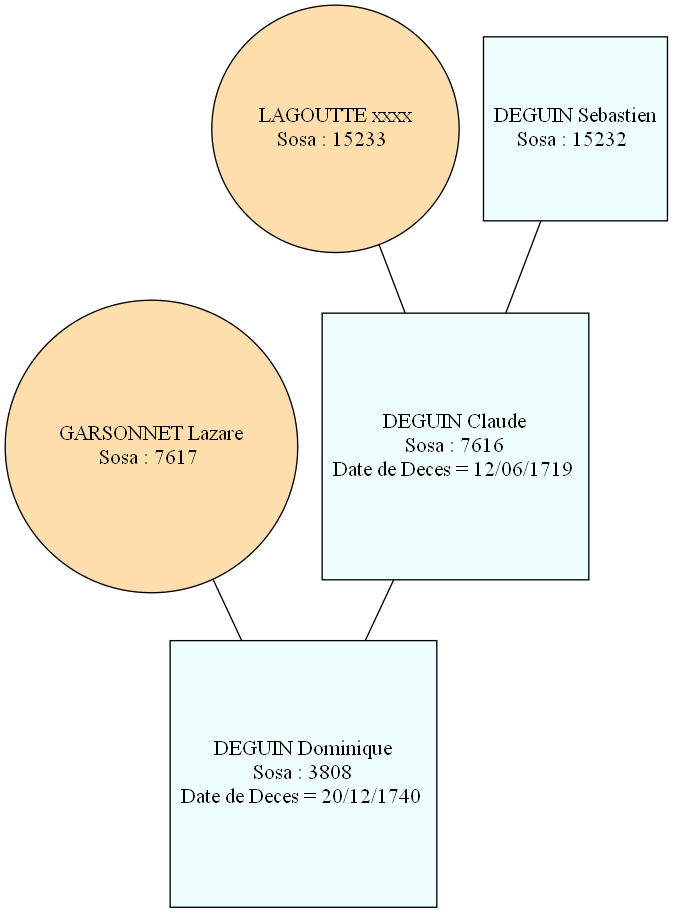 LAGOUTTE xxxx
Sosa : 15233
DEGUIN Sebastien
Sosa : 15232
GARSONNET Lazare
Sosa : 7617
DEGUIN Claude
Sosa : 7616
Date de Deces = 12/06/1719
DEGUIN Dominique
Sosa : 3808
Date de Deces = 20/12/1740